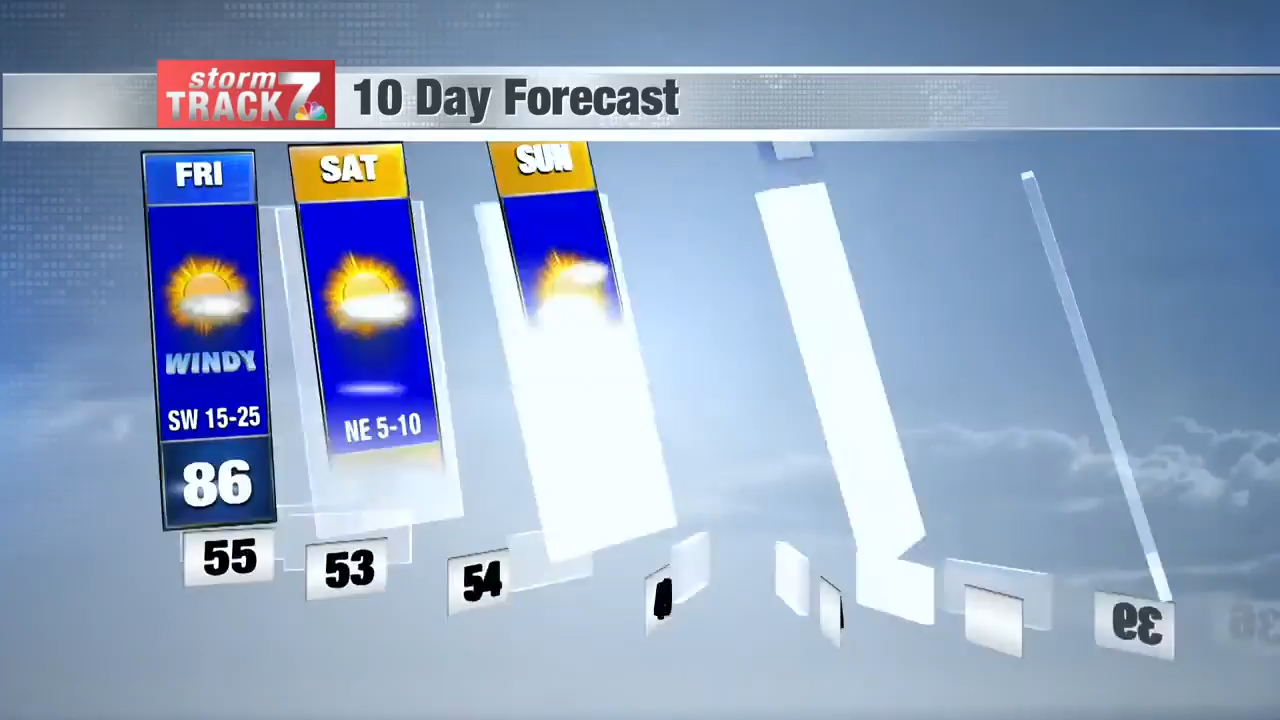 storm
TRACK 7
10 Day Forecast
FRI
SAT
SUN
WINDY
SW 15-25
NE 5-10
86
55
53
54
39